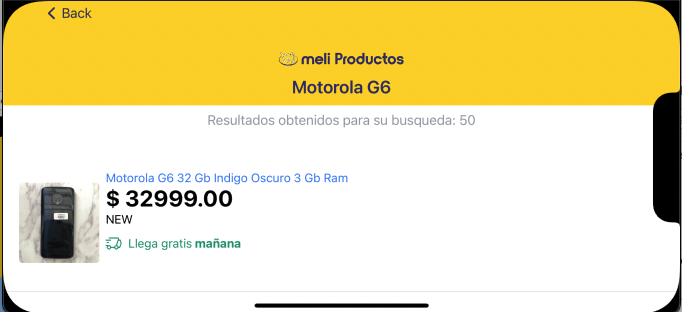 Back
meli Productos
Motorola G6
Resultados obtenidos para su busqueda: 50
Motorola G6 32 Gb Indigo Oscuro 3 Gb Ram
$ 32999.00
NEW
Llega gratis mañana